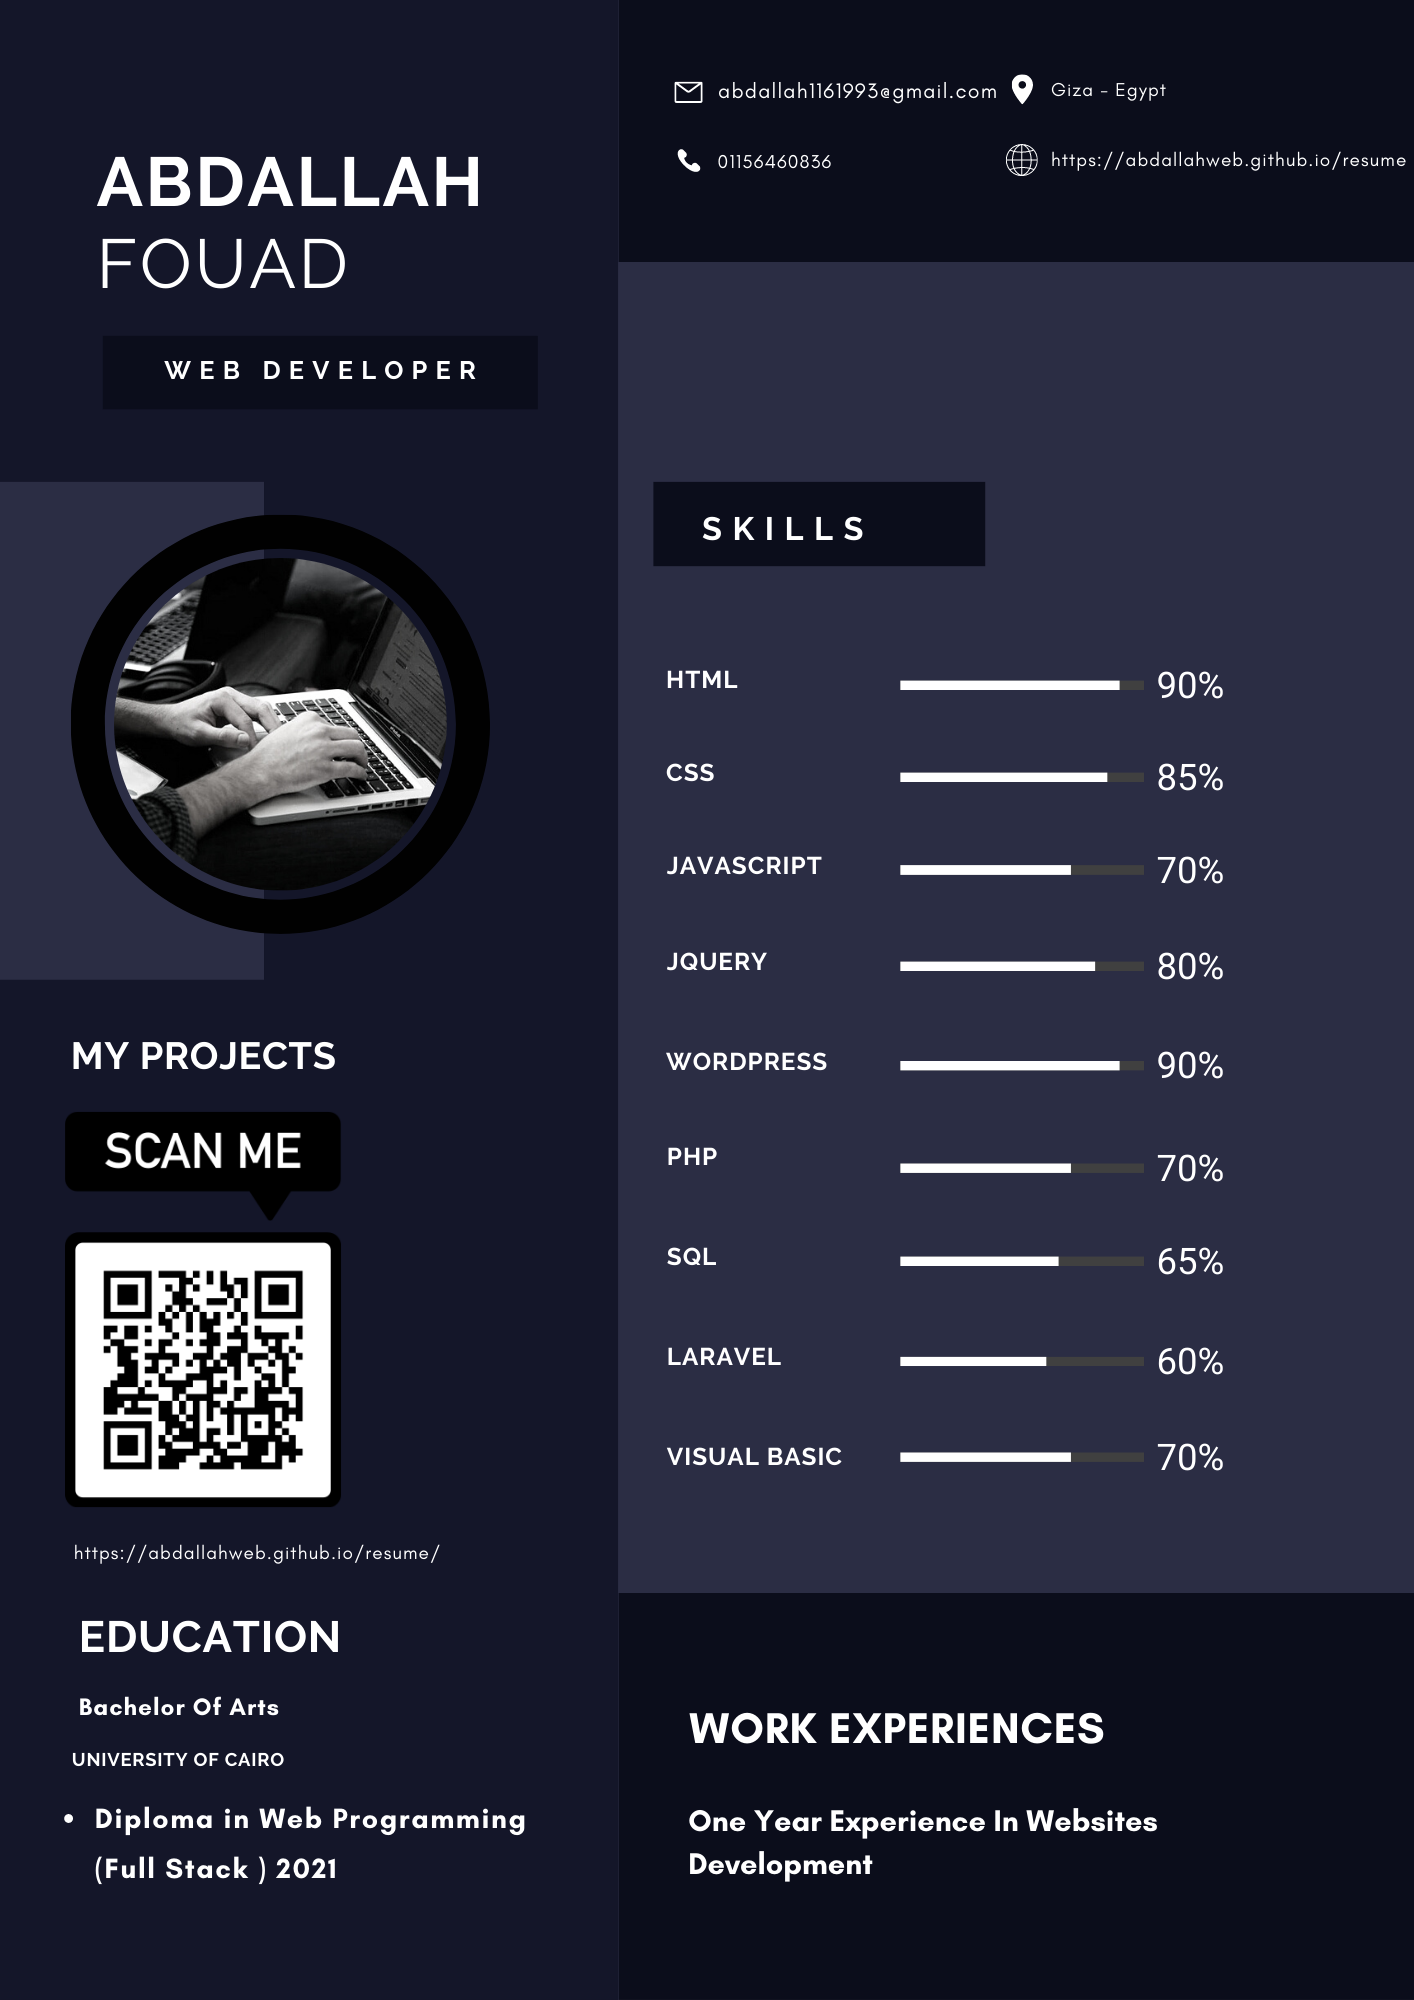 ABDALLAH
FOUAD
WEB DEVELOPER
abdallah1161993@gmail.com
Giza - Egypt
01156460836
https://abdallahweb.github.io/resume
SKILLS
HTML 90%
CSS 85%
JAVASCRIPT 70%
JQUERY 80%
WORDPRESS 90%
PHP 70%
SQL 65%
LARAVEL 60%
VISUAL BASIC 70%
MY PROJECTS
SCAN ME
https://abdallahweb.github.io/resume/
EDUCATION
Bachelor Of Arts
UNIVERSITY OF CAIRO
• Diploma in Web Programming
(Full Stack ) 2021
WORK EXPERIENCES
One Year Experience In Websites
Development